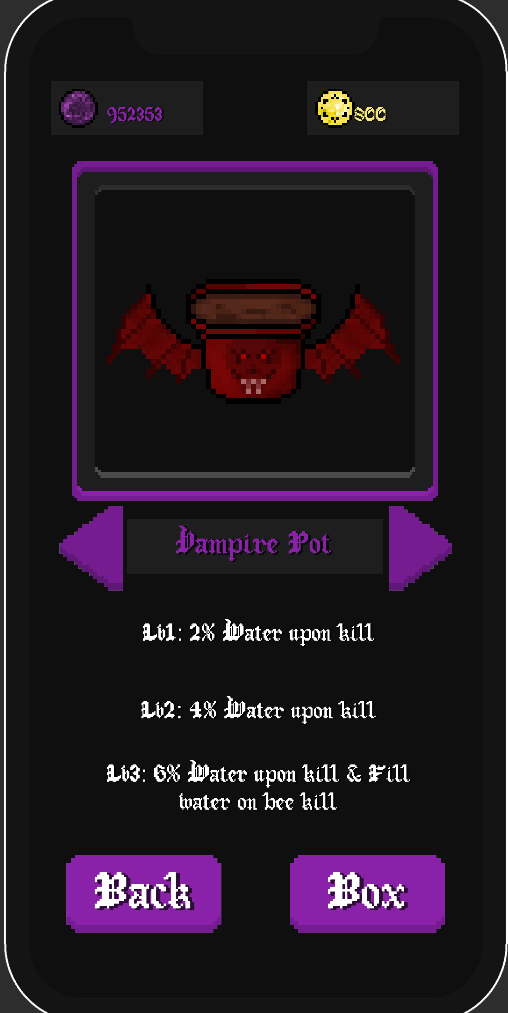 952353
800
Vampire Pot
Lv1: 2% Water upon kill
Lv2: 4% Water upon kill
Lv3: 6% Water upon kill & Fill
water on bee kill
Back
Box